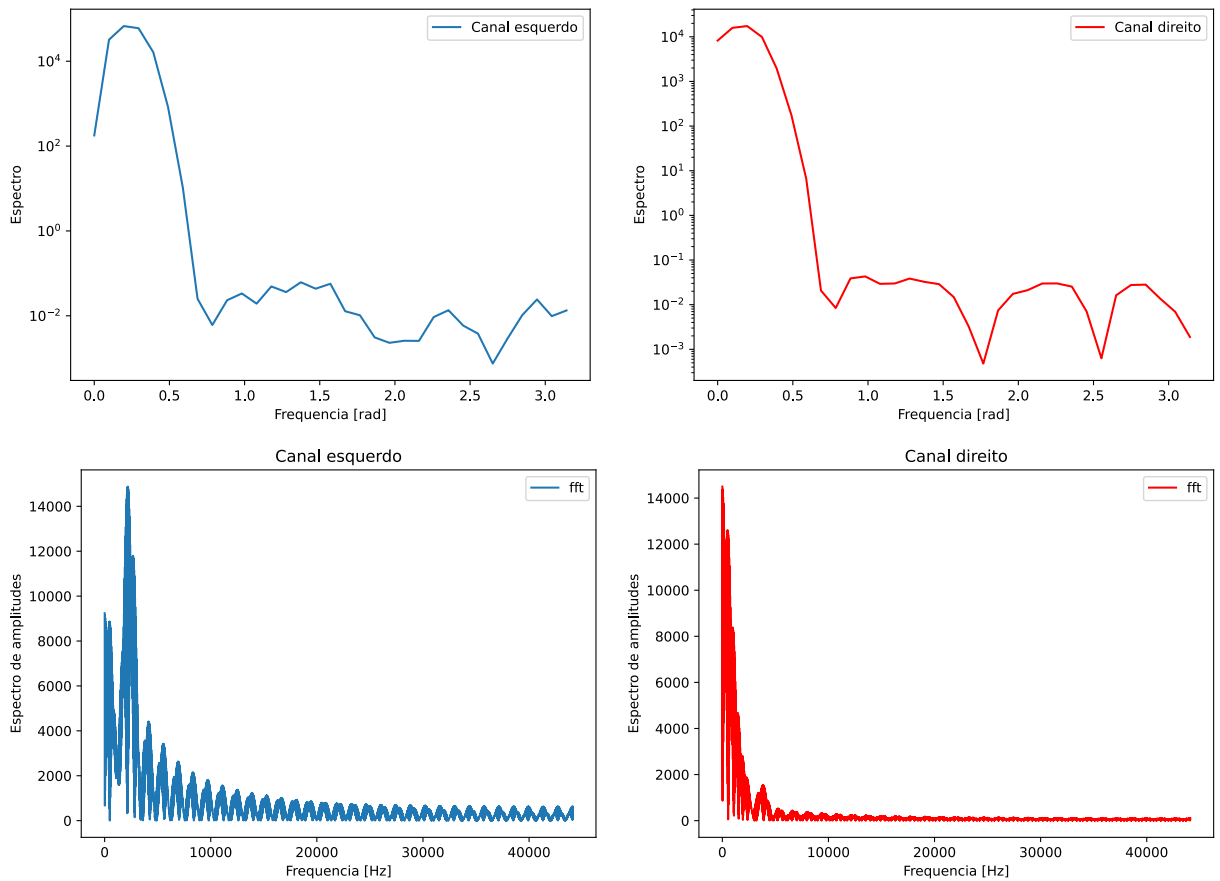 Canal esquerdo
Espectro
10^4
10^2
10^0
10^-2
0.0 0.5 1.0 1.5 2.0 2.5 3.0
Frequencia [rad]
Canal direito
Espectro
10^4
10^3
10^2
10^1
10^0
10^-1
10^-2
10^-3
0.0 0.5 1.0 1.5 2.0 2.5 3.0
Frequencia [rad]
Canal esquerdo
fft
Espectro de amplitudes
14000
12000
10000
8000
6000
4000
2000
0
0 10000 20000 30000 40000
Frequencia [Hz]
Canal direito
fft
Espectro de amplitudes
14000
12000
10000
8000
6000
4000
2000
0
0 10000 20000 30000 40000
Frequencia [Hz]